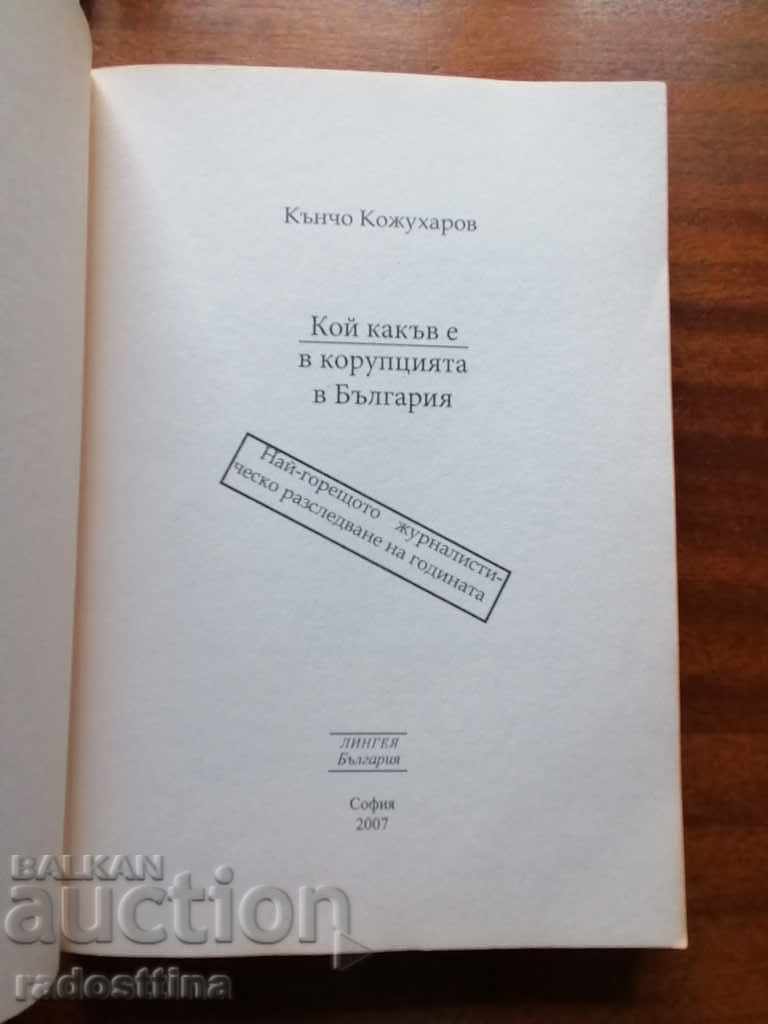 Кънчо Кожухаров
Кой какъв е
в корупцията
в България
Най-горещото журналисти-
ческо разследване на годината
ЛИНГЕЯ
България
София
2007
BALKAN
auction
radosttina